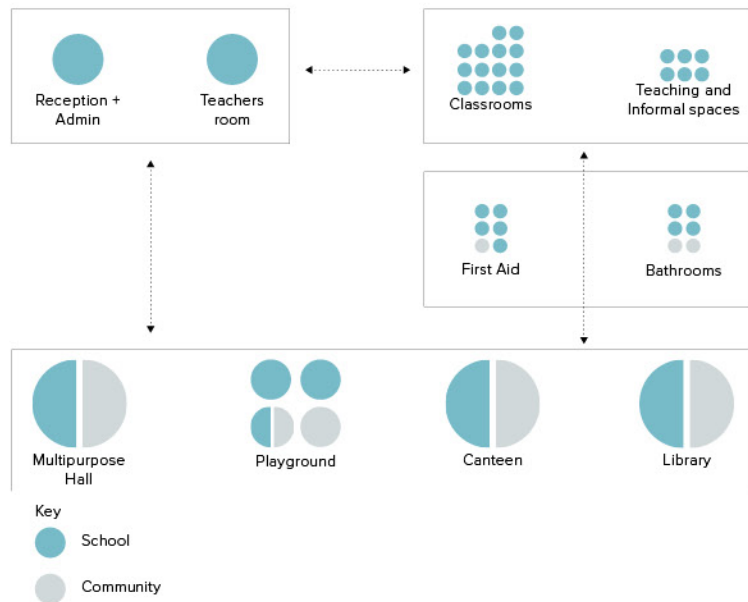 Reception +
Admin
Teachers
room
Classrooms
Teaching and
Informal spaces
First Aid
Bathrooms
Multipurpose
Hall
Playground
Canteen
Library
Key
School
Community